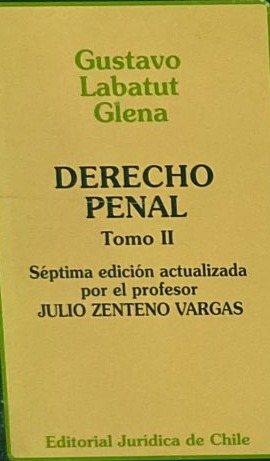 Gustavo
Labatut
Glena
DERECHO
PENAL
Tomo II
Séptima edición actualizada
por el profesor
JULIO ZENTENO VARGAS
Editorial Jurídica de Chile